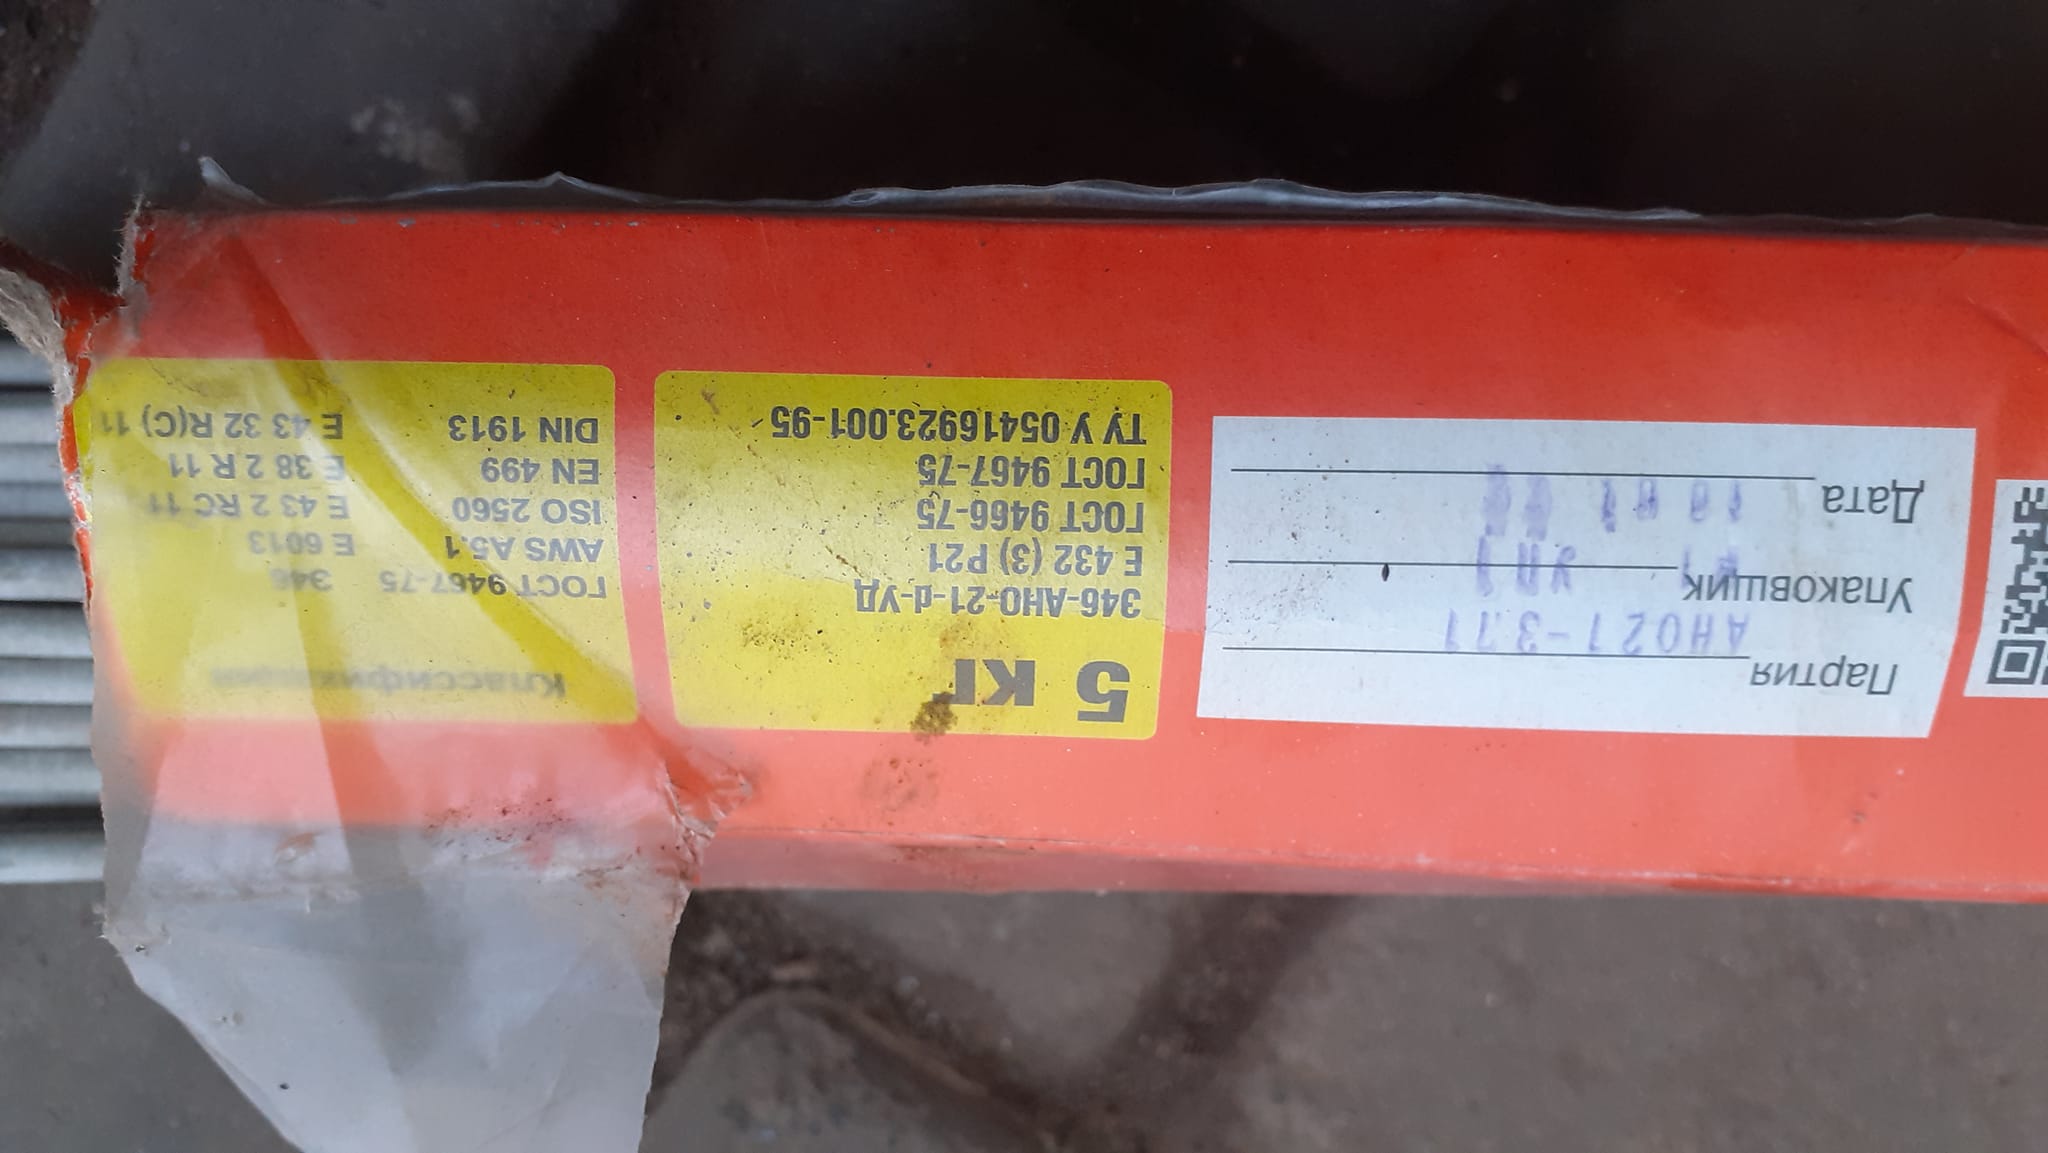 Партия
АНО21-3.11
Упаковщик
Дата
5 кг
Э46-АНО-21-d-УД
Е 432 (3) Р21
ГОСТ 9466-75
ГОСТ 9467-75
ТУ У 05416923.001-95
Классификация
ГОСТ 9467-75 Э46
AWS A5.1 E 6013
ISO 2560 E 43 2 RC 11
EN 499 E 38 2 R 11
DIN 1913 E 43 32 R(C) 11